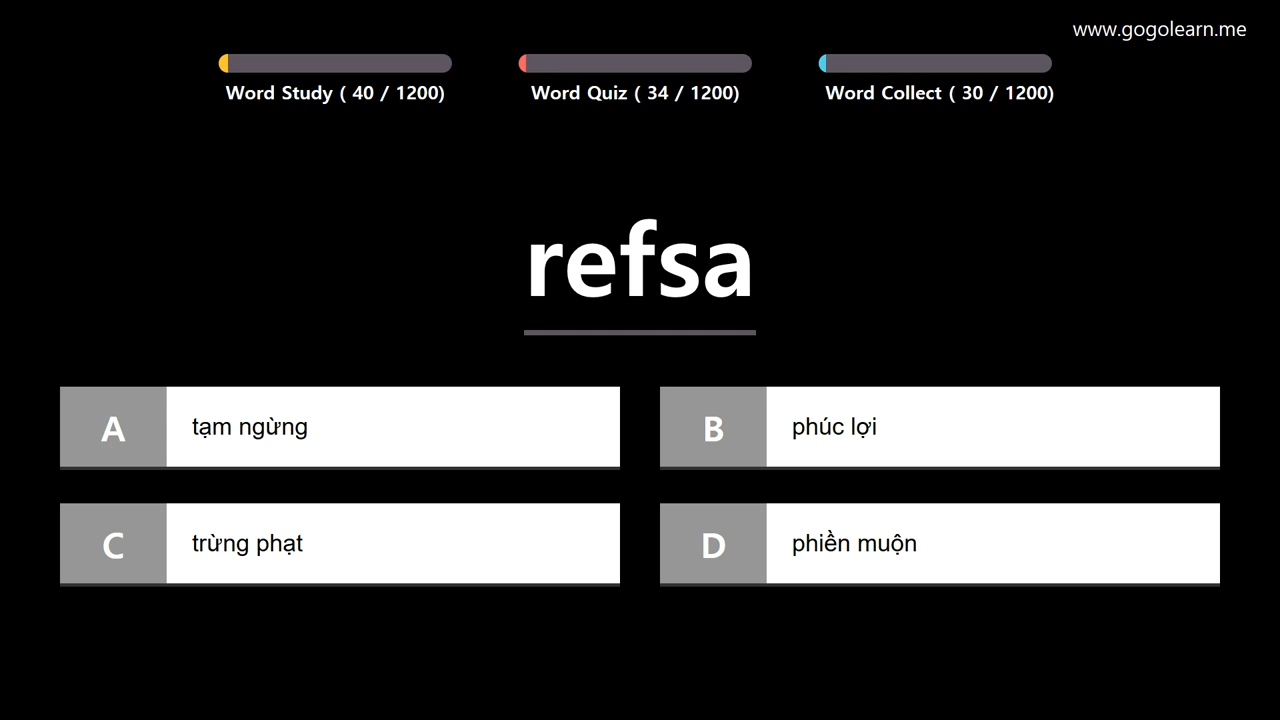 www.gogolearn.me
Word Study ( 40 / 1200)
Word Quiz ( 34 / 1200)
Word Collect ( 30 / 1200)
refsa
A tạm ngừng
B phúc lợi
C trừng phạt
D phiền muộn